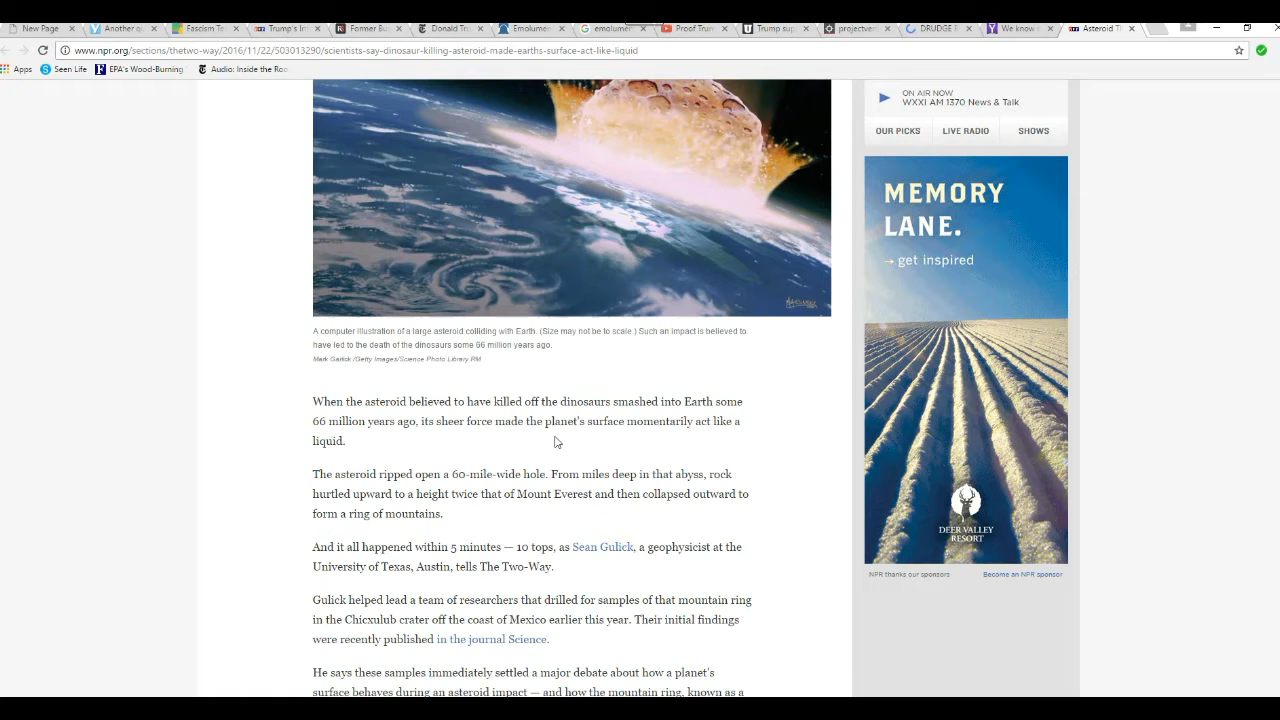 New Page
Another q
Fascism Te
Trump's In
Former Bu
Donald Tru
Emolume
emolume
Proof Trum
Trump sup
projectveri
DRUDGE R
We know
Asteroid T
www.npr.org/sections/thetwo-way/2016/11/22/503013290/scientists-say-dinosaur-killing-asteroid-made-earths-surface-act-like-liquid
Apps
Seen Life
EPA's Wood-Burning
Audio: Inside the Roo
ON AIR NOW
WXXI AM 1370 News & Talk
OUR PICKS
LIVE RADIO
SHOWS
A computer illustration of a large asteroid colliding with Earth. (Size may not be to scale.) Such an impact is believed to
have led to the death of the dinosaurs some 66 million years ago.
Mark Garlick /Getty Images/Science Photo Library RM
When the asteroid believed to have killed off the dinosaurs smashed into Earth some
66 million years ago, its sheer force made the planet's surface momentarily act like a
liquid.
The asteroid ripped open a 60-mile-wide hole. From miles deep in that abyss, rock
hurtled upward to a height twice that of Mount Everest and then collapsed outward to
form a ring of mountains.
And it all happened within 5 minutes — 10 tops, as Sean Gulick, a geophysicist at the
University of Texas, Austin, tells The Two-Way.
Gulick helped lead a team of researchers that drilled for samples of that mountain ring
in the Chicxulub crater off the coast of Mexico earlier this year. Their initial findings
were recently published in the journal Science.
He says these samples immediately settled a major debate about how a planet's
surface behaves during an asteroid impact — and how the mountain ring, known as a
MEMORY
LANE.
→ get inspired
DEER VALLEY
RESORT
NPR thanks our sponsors
Become an NPR sponsor